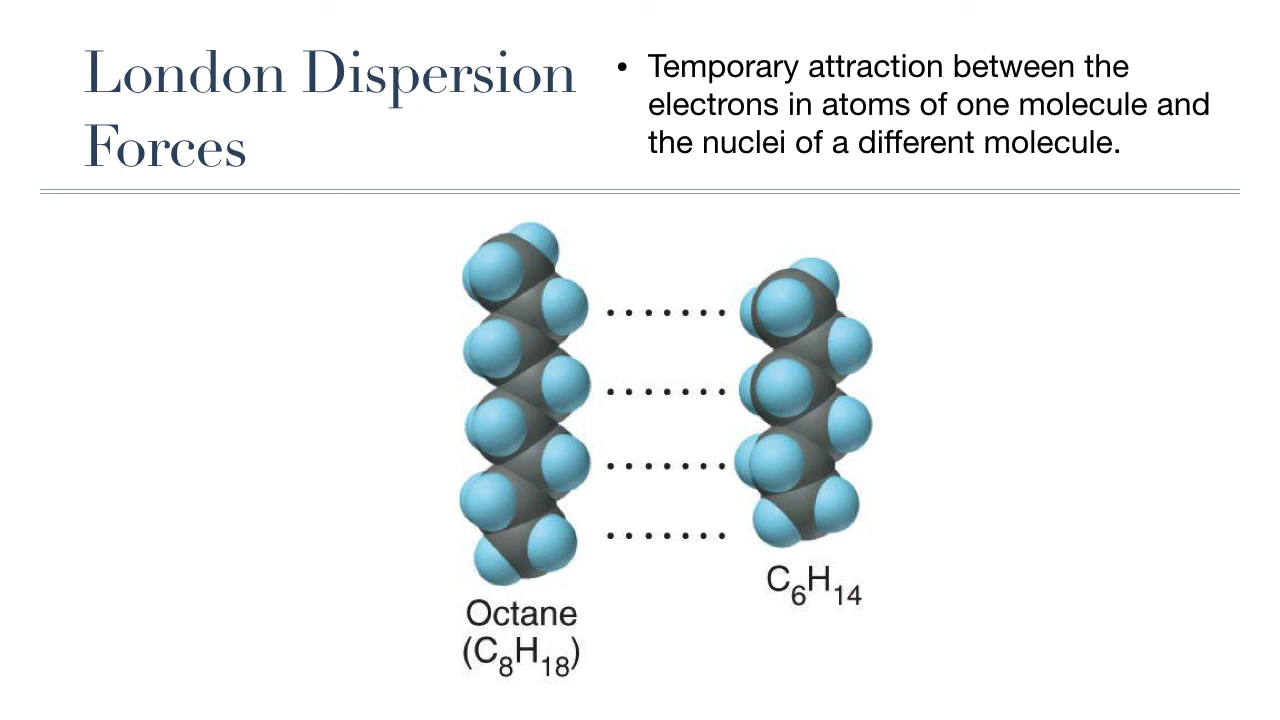 London Dispersion
Forces
• Temporary attraction between the
electrons in atoms of one molecule and
the nuclei of a different molecule.
Octane
(C₈H₁₈)
C₆H₁₄